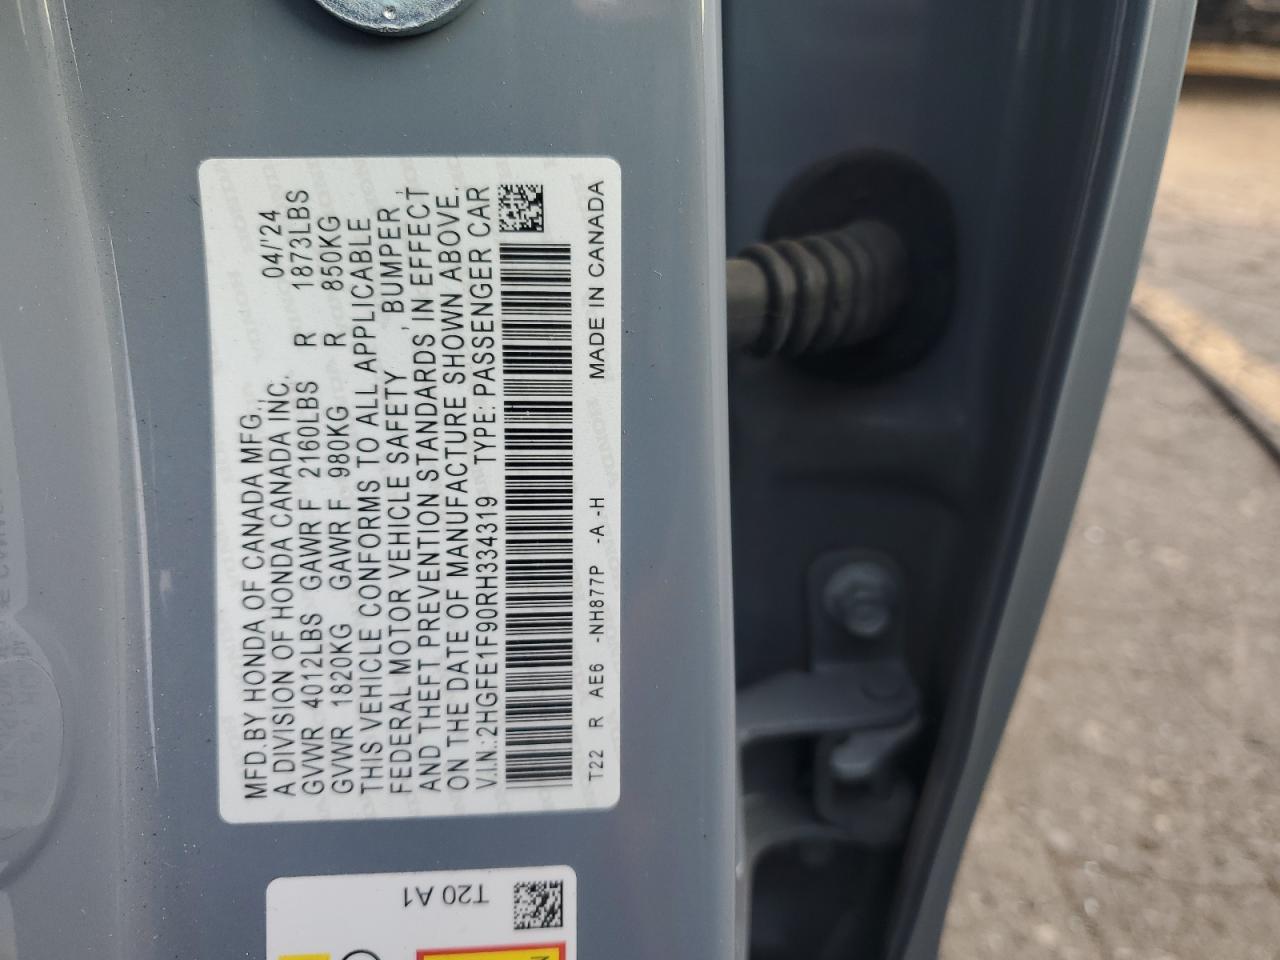 MFD.BY HONDA OF CANADA MFG., 04/'24
A DIVISION OF HONDA CANADA INC.
GVWR 4012LBS GAWR F 2160LBS R 1873LBS
GVWR 1820KG GAWR F 980KG R 850KG
THIS VEHICLE CONFORMS TO ALL APPLICABLE
FEDERAL MOTOR VEHICLE SAFETY , BUMPER ,
AND THEFT PREVENTION STANDARDS IN EFFECT
ON THE DATE OF MANUFACTURE SHOWN ABOVE.
V.I.N.:2HGFE1F90RH334319 TYPE: PASSENGER CAR
T22 R AE6 -NH877P -A -H MADE IN CANADA
T20 A1